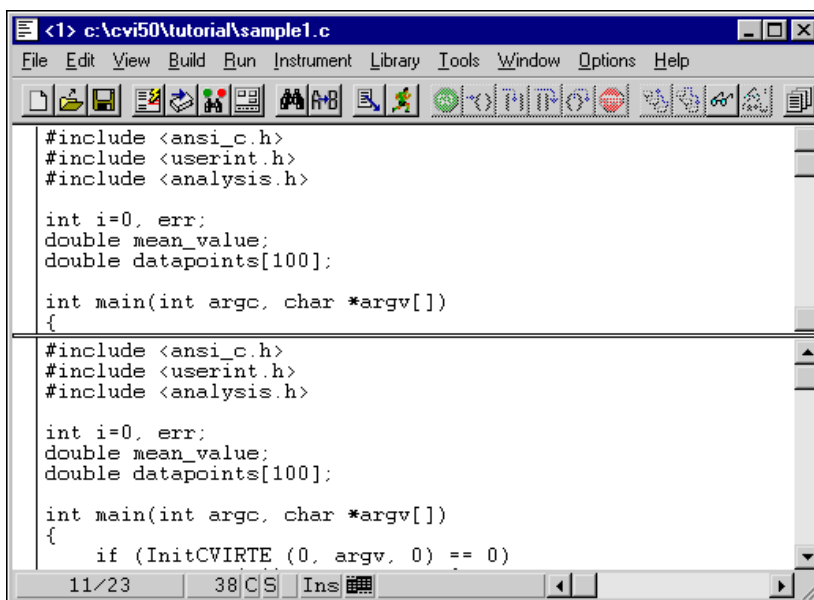 <1> c:\cvi50\tutorial\sample1.c
File Edit View Build Run Instrument Library Tools Window Options Help
#include <ansi_c.h>
#include <userint.h>
#include <analysis.h>
int i=0, err;
double mean_value;
double datapoints[100];
int main(int argc, char *argv[])
{
#include <ansi_c.h>
#include <userint.h>
#include <analysis.h>
int i=0, err;
double mean_value;
double datapoints[100];
int main(int argc, char *argv[])
{
if (InitCVIRTE (0, argv, 0) == 0)
11/23 38 C S Ins